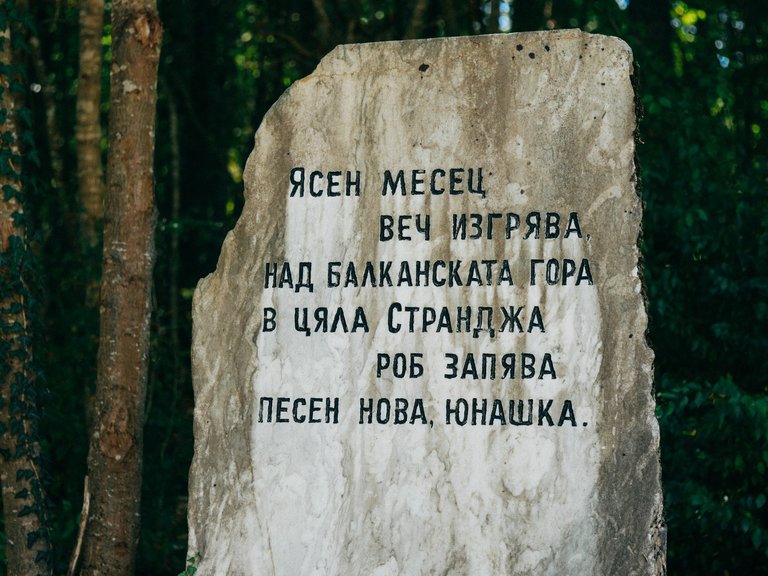 Ясен месец
веч изгрява,
над балканската гора
в цяла Странджа
роб запява
песен нова, юнашка.